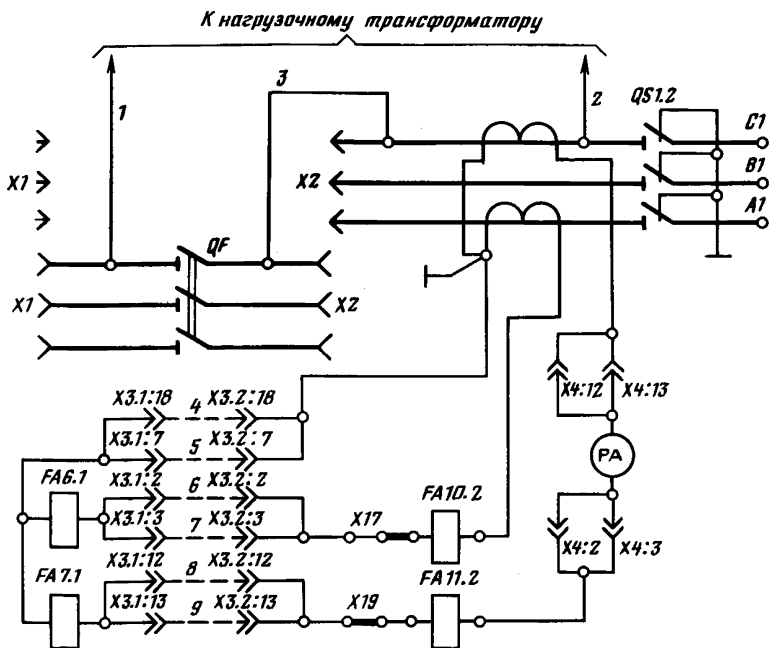 К нагрузочному трансформатору
1
3
2
QS1.2
C1
X1
X2
B1
A1
QF
X1
X2
X3.1:18
4
X3.2:18
X4:12
X4:13
X3.1:7
5
X3.2:7
PA
FA6.1
X3.1:2
6
X3.2:2
FA10.2
X3.1:3
7
X3.2:3
X17
X4:2
X4:3
FA7.1
X3.1:12
8
X3.2:12
FA11.2
X3.1:13
9
X3.2:13
X19